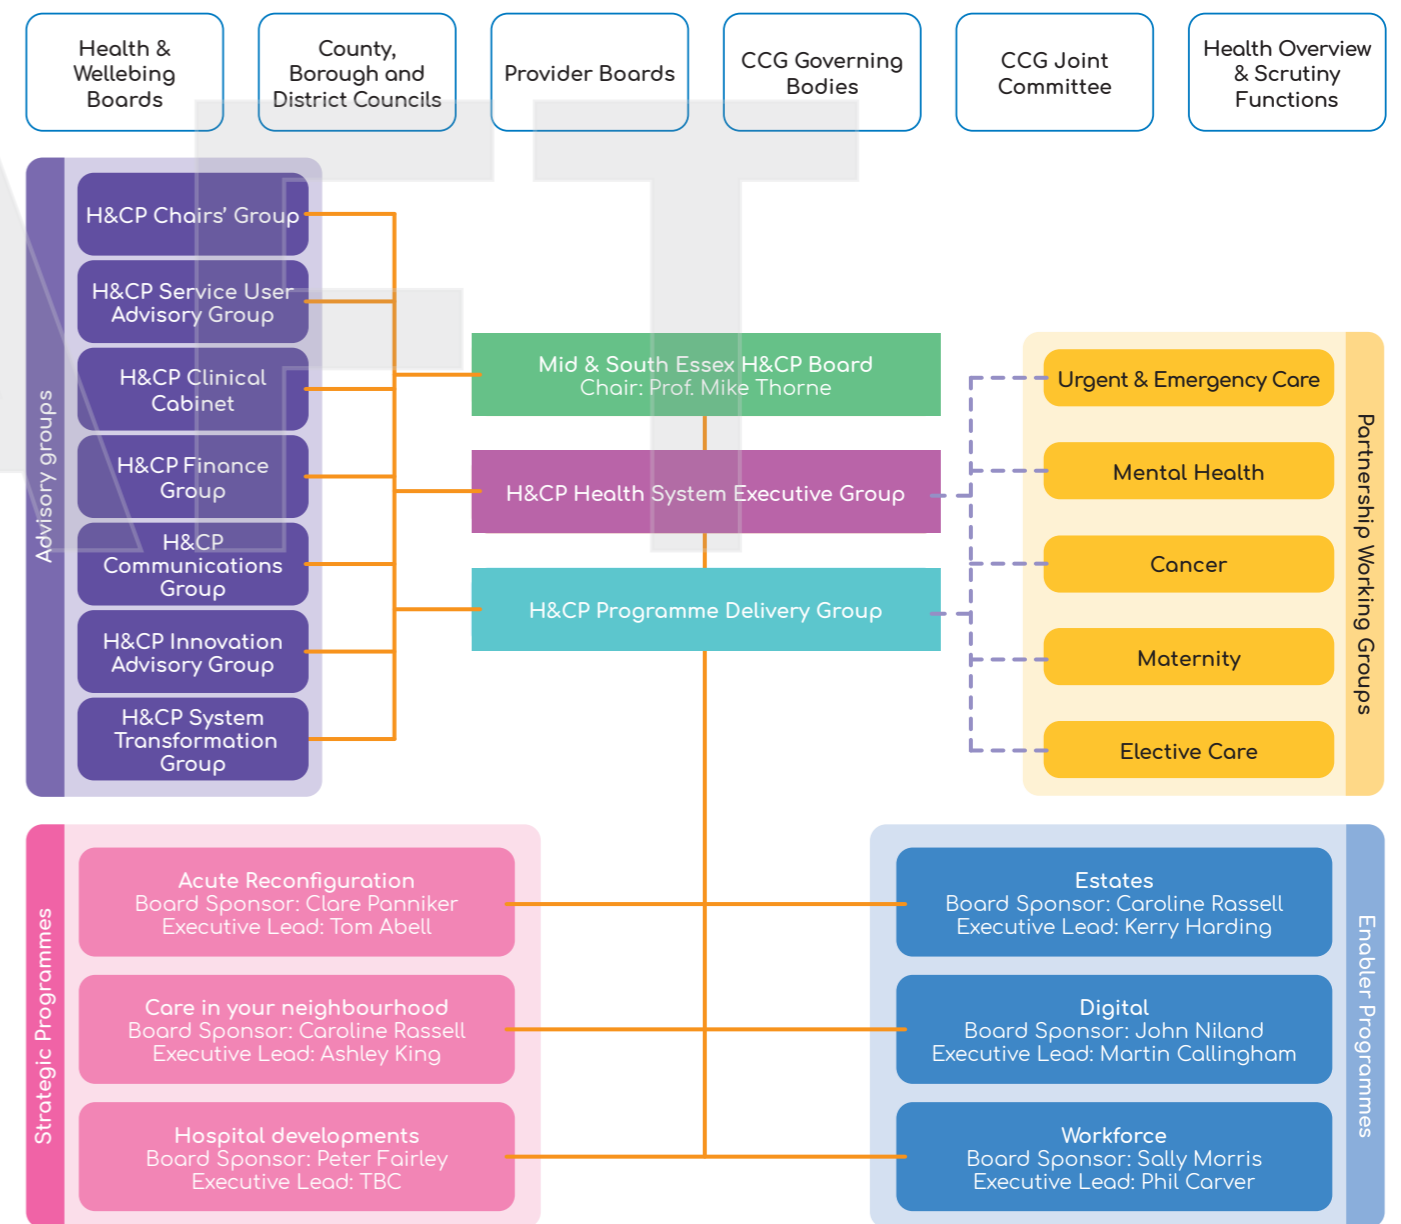 Health &
Wellebing
Boards
County,
Borough and
District Councils
Provider Boards
CCG Governing
Bodies
CCG Joint
Committee
Health Overview
& Scrutiny
Functions
Advisory groups
H&CP Chairs’ Group
H&CP Service User
Advisory Group
H&CP Clinical
Cabinet
H&CP Finance
Group
H&CP
Communications
Group
H&CP Innovation
Advisory Group
H&CP System
Transformation
Group
Mid & South Essex H&CP Board
Chair: Prof. Mike Thorne
H&CP Health System Executive Group
H&CP Programme Delivery Group
Urgent & Emergency Care
Mental Health
Cancer
Maternity
Elective Care
Partnership Working Groups
Strategic Programmes
Acute Reconfiguration
Board Sponsor: Clare Panniker
Executive Lead: Tom Abell
Care in your neighbourhood
Board Sponsor: Caroline Rassell
Executive Lead: Ashley King
Hospital developments
Board Sponsor: Peter Fairley
Executive Lead: TBC
Estates
Board Sponsor: Caroline Rassell
Executive Lead: Kerry Harding
Digital
Board Sponsor: John Niland
Executive Lead: Martin Callingham
Workforce
Board Sponsor: Sally Morris
Executive Lead: Phil Carver
Enabler Programmes